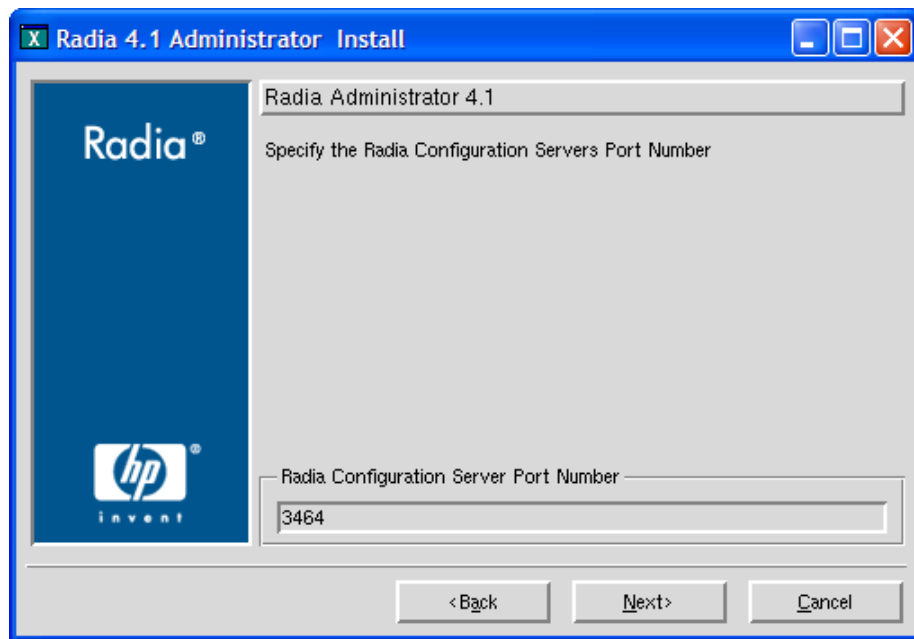 Radia 4.1 Administrator Install
Radia®
Radia Administrator 4.1
Specify the Radia Configuration Servers Port Number
hp®
invent
Radia Configuration Server Port Number
3464
<Back
Next>
Cancel